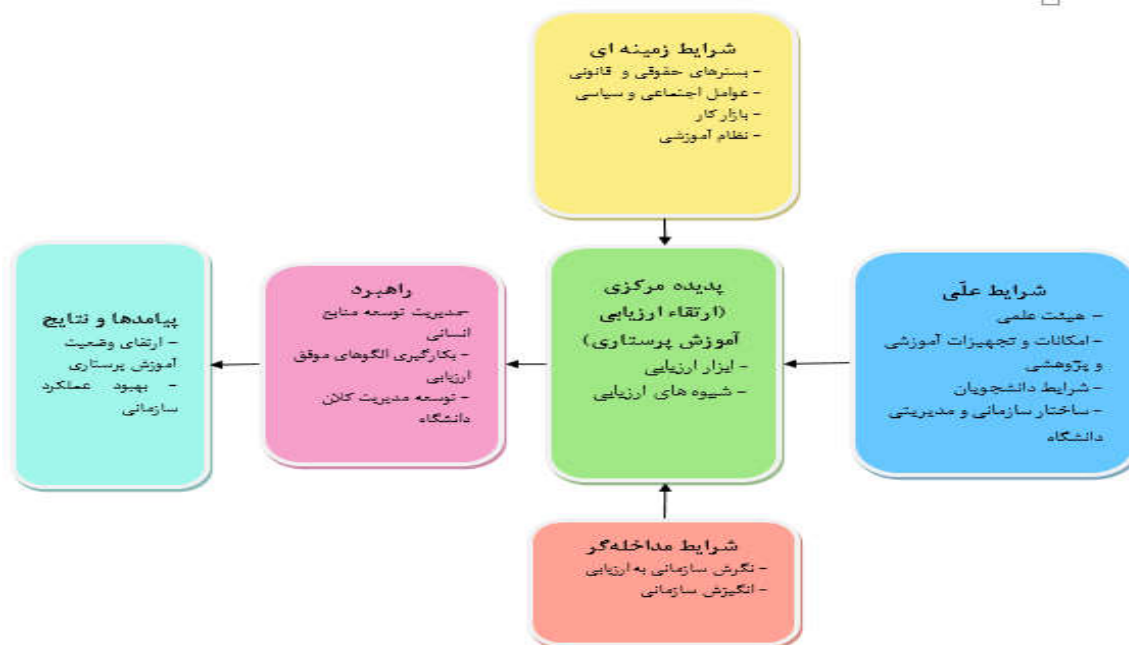 شرایط زمینه ای
- بسترهای حقوقی و قانونی
- عوامل اجتماعی و سیاسی
- بازار کار
- نظام آموزشی
شرایط علّی
- هیئت علمی
- امکانات و تجهیزات آموزشی
و پژوهشی
- شرایط دانشجویان
- ساختار سازمانی و مدیریتی
دانشگاه
پدیده مرکزی
(ارتقاء ارزیابی
آموزش پرستاری)
- ابزار ارزیابی
- شیوه های ارزیابی
راهبرد
-مدیریت توسعه منابع
انسانی
- بکارگیری الگوهای موفق
ارزیابی
- توسعه مدیریت کلان
دانشگاه
پیامدها و نتایج
- ارتقای وضعیت
آموزش پرستاری
- بهبود عملکرد
سازمانی
شرایط مداخله‌گر
- نگرش سازمانی به ارزیابی
- انگیزش سازمانی